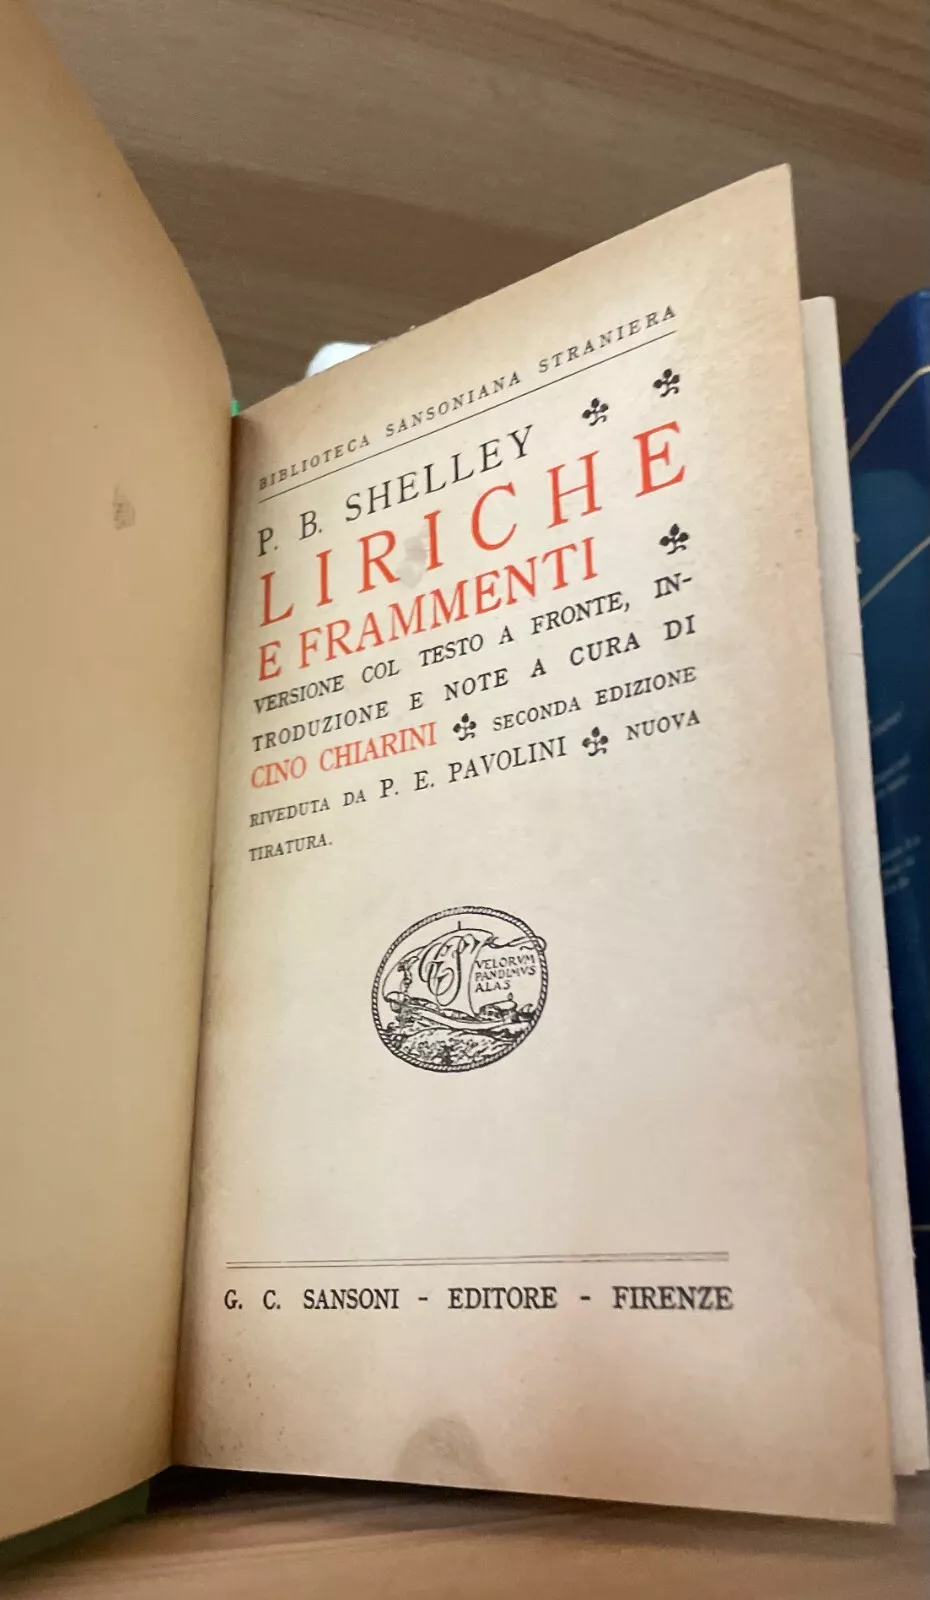 BIBLIOTECA SANSONIANA STRANIERA
P. B. SHELLEY
LIRICHE
E FRAMMENTI
VERSIONE COL TESTO A FRONTE, IN-
TRODUZIONE E NOTE A CURA DI
CINO CHIARINI SECONDA EDIZIONE
RIVEDUTA DA P. E. PAVOLINI NUOVA
TIRATURA.
VELORVM
PANDIMVS
ALAS
G. C. SANSONI - EDITORE - FIRENZE